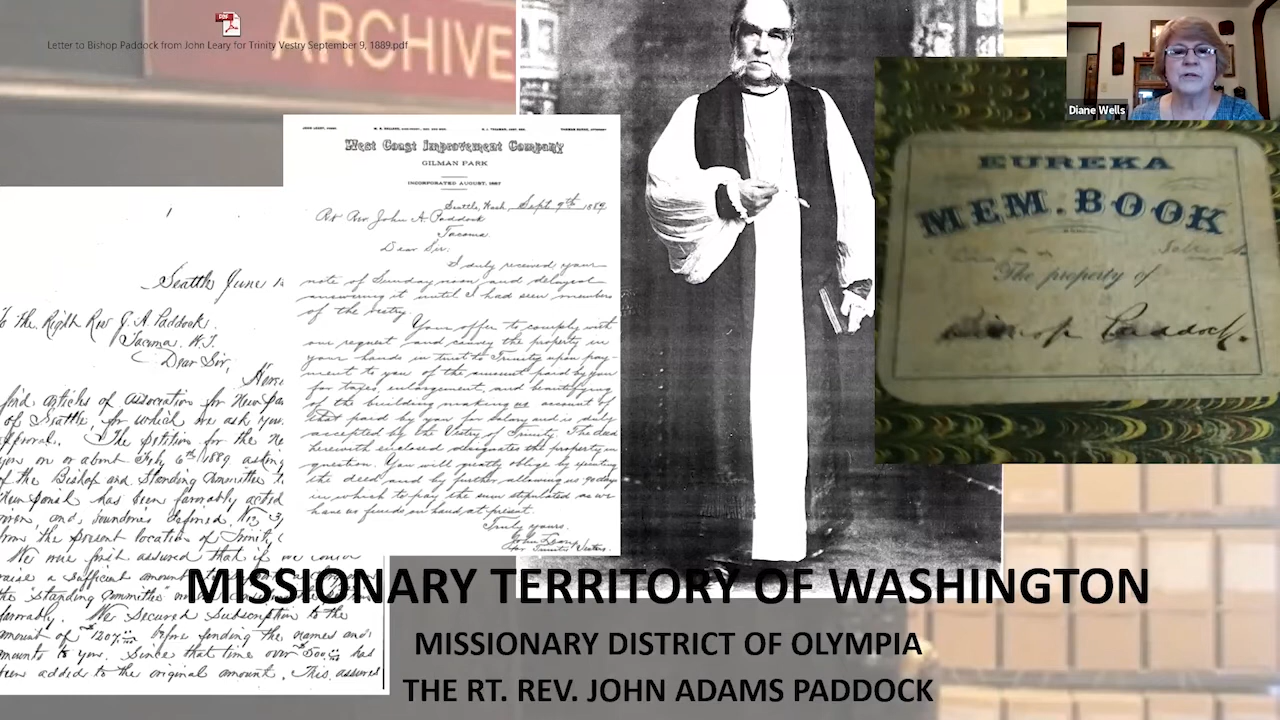 Letter to Bishop Paddock from John Leary for Trinity Vestry September 9, 1889.pdf
ARCHIVE
Diane Wells
EUREKA
MEM. BOOK
The property of
Bishop Paddock.
West Coast Improvement Company
GILMAN PARK
INCORPORATED AUGUST, 1887
Seattle, Wash, Sept 9th 1889
Rt Rev. John A Paddock
Tacoma
Dear Sir:
I duly received your
note of Sunday noon and delayed
answering it until I had seen members
of the Vestry.
Your offer to comply with
our request and convey the property in
your hands in trust to Trinity upon pay-
ment to you of the amount paid by you
for taxes, enlargement, and beautifying
of the building making no account of
that paid by you for salary and is duly
accepted by the Vestry of Trinity. The deed
herewith enclosed designates the property in
question. You will greatly oblige by executing
the deed and by further allowing us 90 days
in which to pay the sum stipulated as we
have no funds on hand at present.
Truly yours,
John Leary
For Trinity Vestry.
1
Seattle June 1
To The Right Rev J. A. Paddock.
Tacoma W.T.
Dear Sir,
find articles of association for New Pa
of Seattle, for which we ask you
approval. The petition for the Ne
you on or about Feb 6th 1889 asking
of the Bishop and Standing Committee
has been favorably acted
from the present location of Trinity,
We were first assured that if we could
raise a sufficient amount
the Standing Committee
favorably. We Secured Subscription to the
amount of 1207 before sending the names and
amounts to you. Since that time over 500 has
been added to the original amount. This assured
MISSIONARY TERRITORY OF WASHINGTON
MISSIONARY DISTRICT OF OLYMPIA
THE RT. REV. JOHN ADAMS PADDOCK